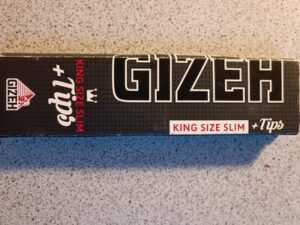 GIZEH
KING SIZE SLIM + Tips
KING SIZE SLIM
+ Tips
GIZEH